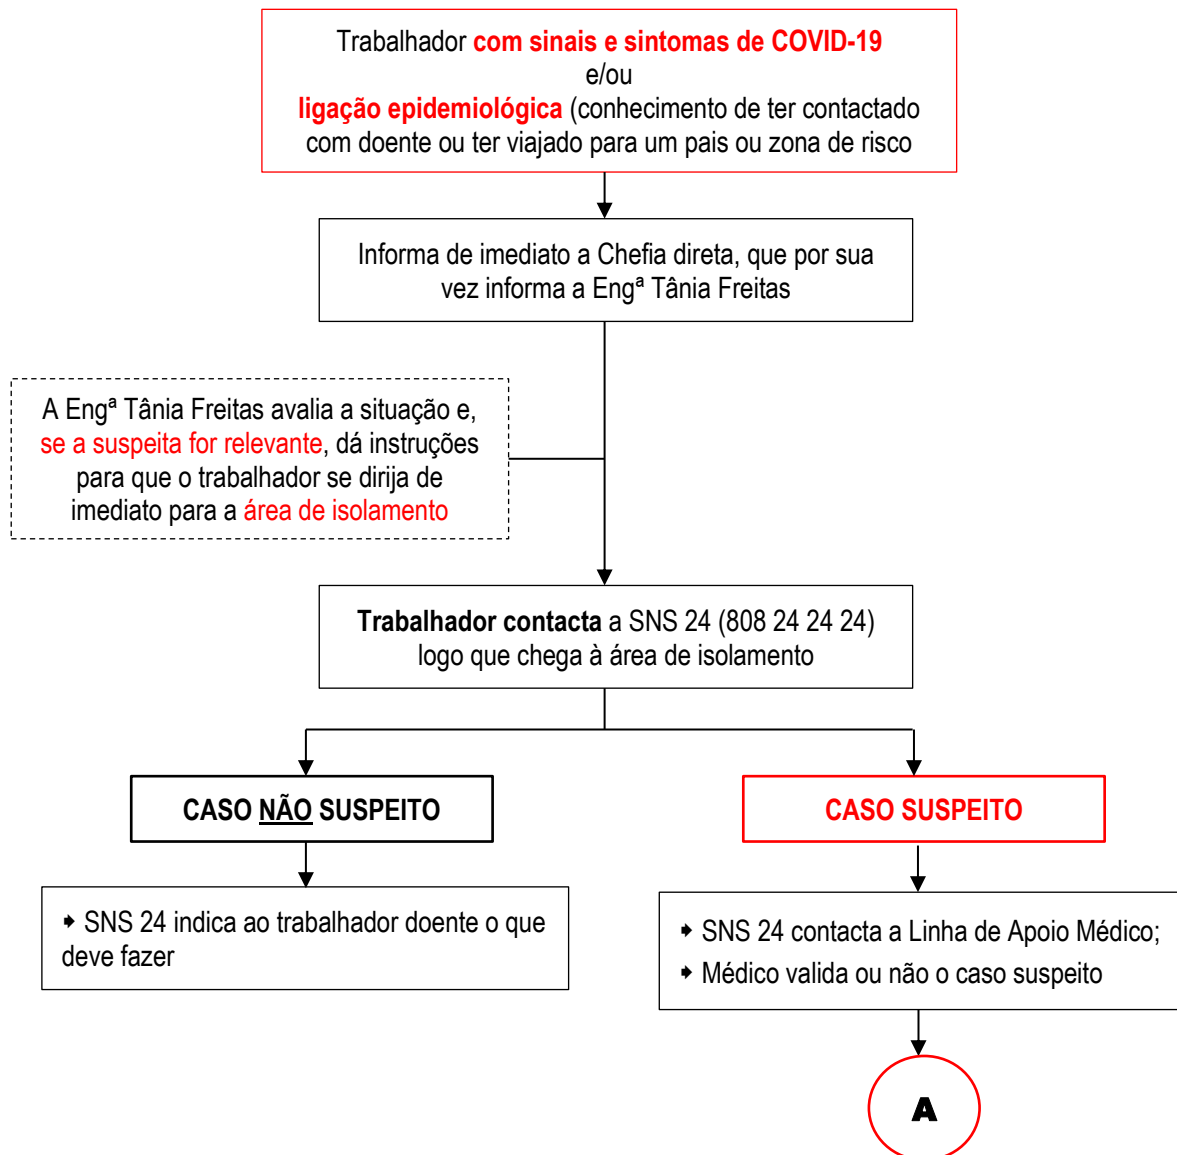 Trabalhador com sinais e sintomas de COVID-19
e/ou
ligação epidemiológica (conhecimento de ter contactado
com doente ou ter viajado para um pais ou zona de risco
Informa de imediato a Chefia direta, que por sua
vez informa a Engª Tânia Freitas
A Engª Tânia Freitas avalia a situação e,
se a suspeita for relevante, dá instruções
para que o trabalhador se dirija de
imediato para a área de isolamento
Trabalhador contacta a SNS 24 (808 24 24 24)
logo que chega à área de isolamento
CASO NÃO SUSPEITO
CASO SUSPEITO
➧ SNS 24 indica ao trabalhador doente o que
deve fazer
➧ SNS 24 contacta a Linha de Apoio Médico;
➧ Médico valida ou não o caso suspeito
A